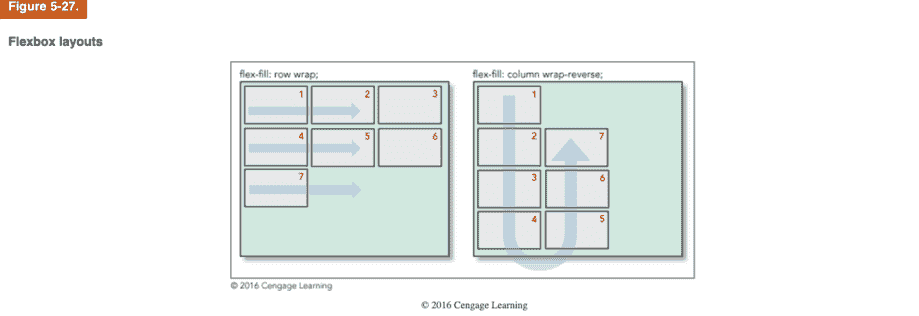 Figure 5-27.
Flexbox layouts
flex-fill: row wrap;
1 2 3
4 5 6
7
flex-fill: column wrap-reverse;
1
2 7
3 6
4 5
© 2016 Cengage Learning
© 2016 Cengage Learning